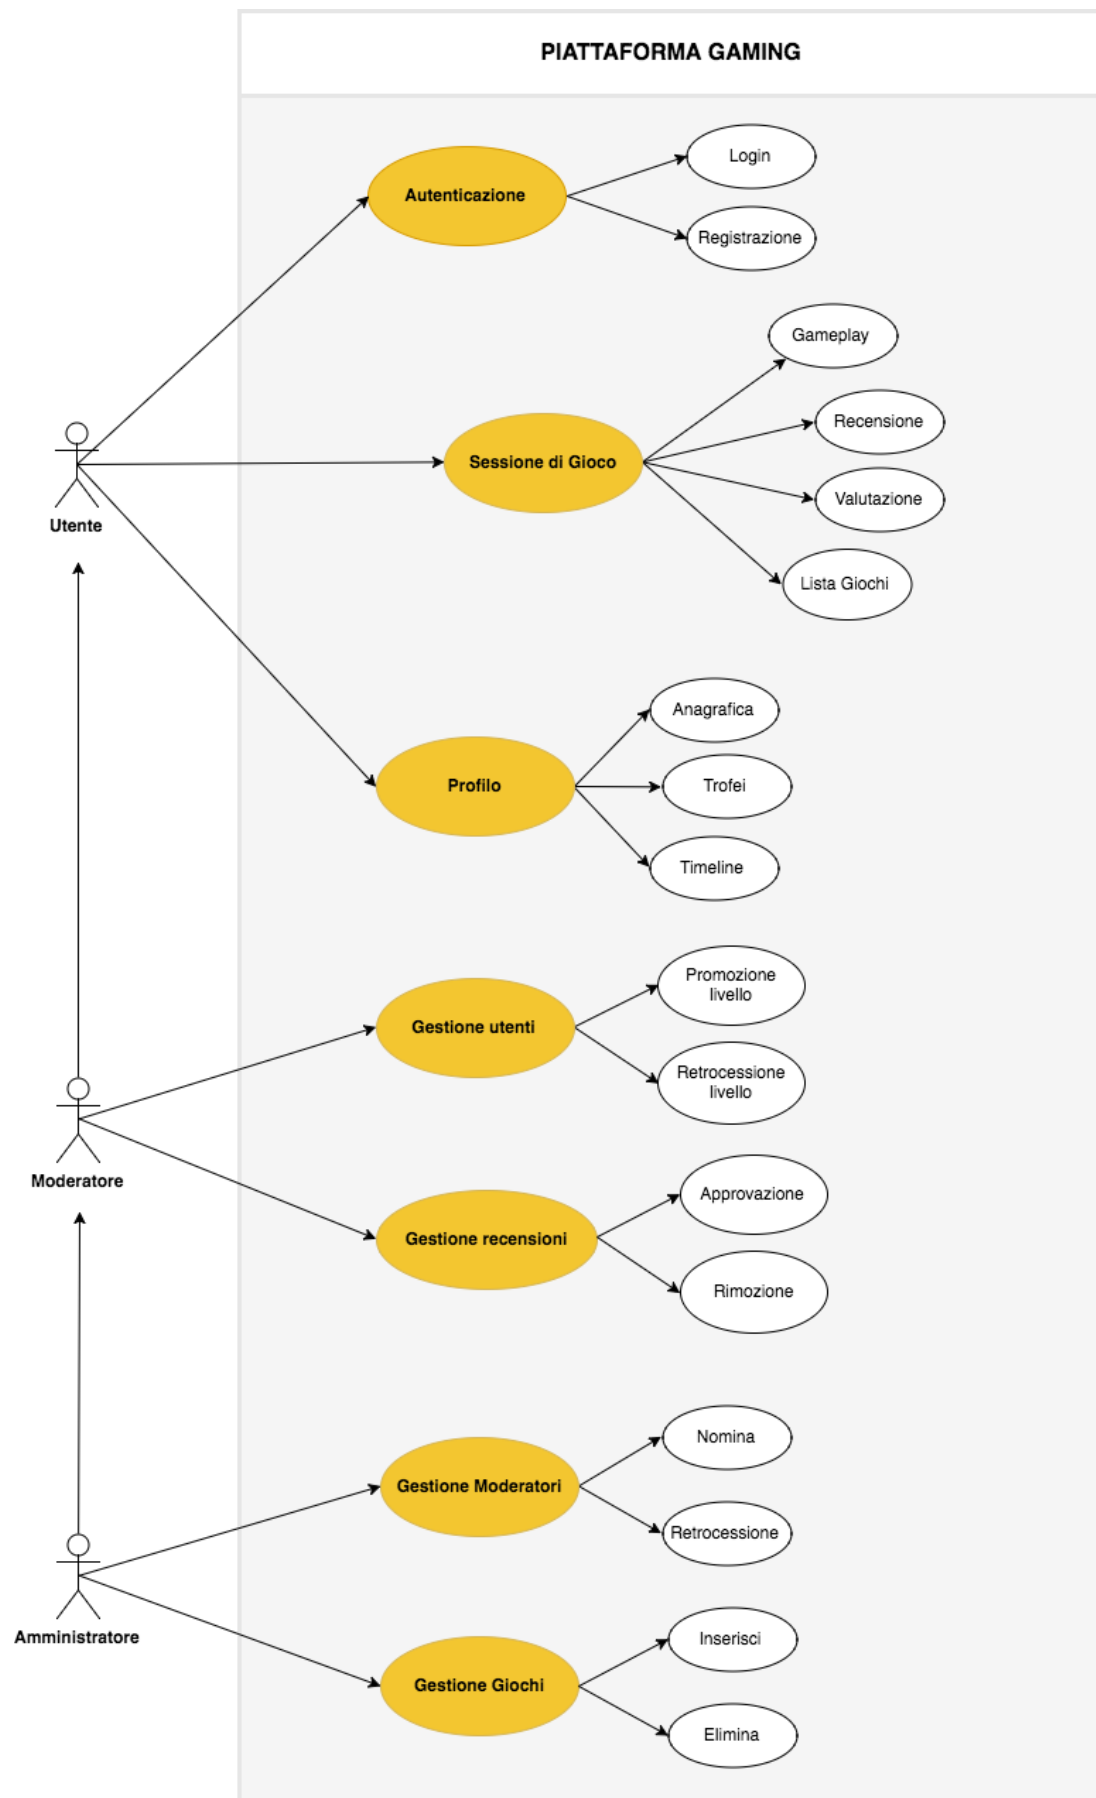 PIATTAFORMA GAMING
Login
Autenticazione
Registrazione
Gameplay
Recensione
Sessione di Gioco
Valutazione
Utente
Lista Giochi
Anagrafica
Profilo
Trofei
Timeline
Promozione
livello
Gestione utenti
Retrocessione
livello
Moderatore
Approvazione
Gestione recensioni
Rimozione
Nomina
Gestione Moderatori
Retrocessione
Amministratore
Inserisci
Gestione Giochi
Elimina